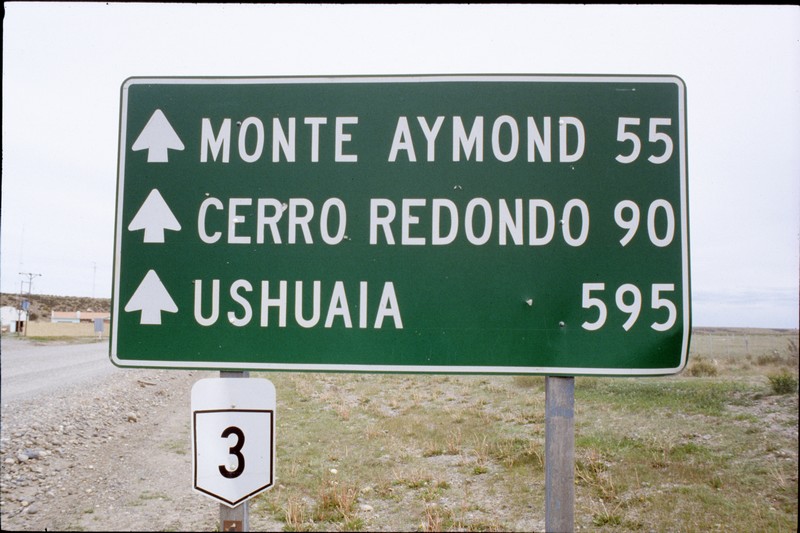 MONTE AYMOND 55
CERRO REDONDO 90
USHUAIA 595
3